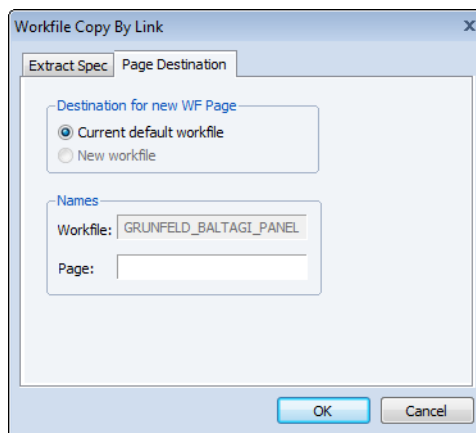 Workfile Copy By Link
x
Extract Spec Page Destination
Destination for new WF Page
Current default workfile
New workfile
Names
Workfile: GRUNFELD_BALTAGI_PANEL
Page:
OK Cancel